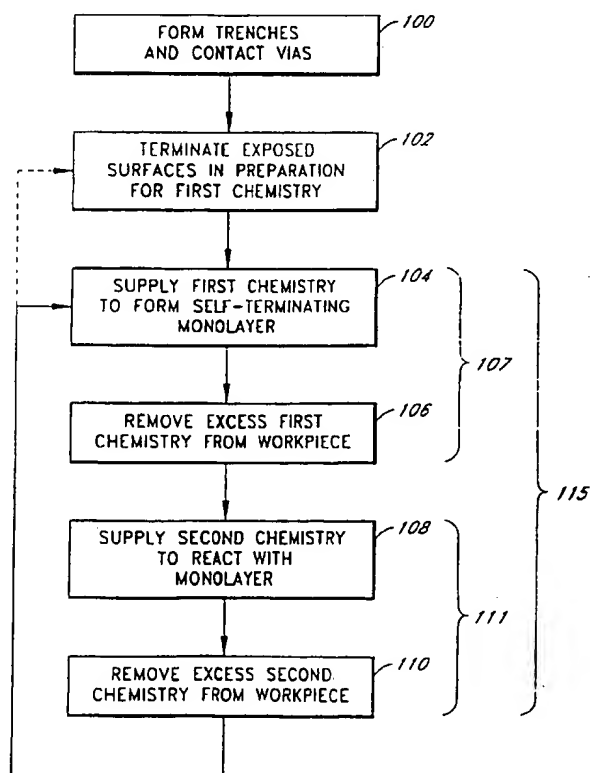 100
FORM TRENCHES
AND CONTACT VIAS
102
TERMINATE EXPOSED
SURFACES IN PREPARATION
FOR FIRST CHEMISTRY
104
SUPPLY FIRST CHEMISTRY
TO FORM SELF-TERMINATING
MONOLAYER
107
106
REMOVE EXCESS FIRST
CHEMISTRY FROM WORKPIECE
115
108
SUPPLY SECOND CHEMISTRY
TO REACT WITH
MONOLAYER
111
110
REMOVE EXCESS SECOND
CHEMISTRY FROM WORKPIECE